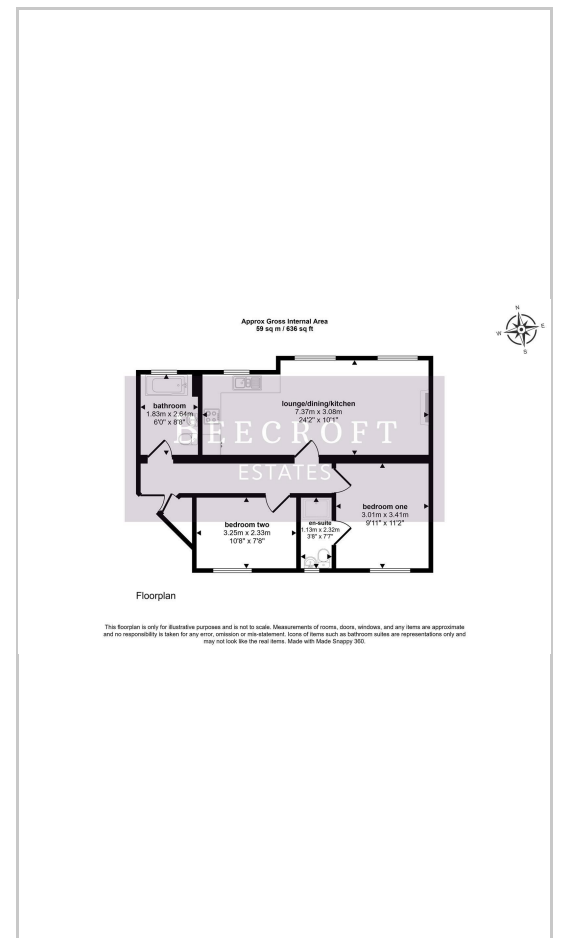 Approx Gross Internal Area
59 sq m / 636 sq ft
N
W E
S
bathroom
1.83m x 2.64m
6'0" x 8'8"
lounge/dining/kitchen
7.37m x 3.08m
24'2" x 10'1"
BEECROFT
ESTATES
bedroom one
3.01m x 3.41m
9'11" x 11'2"
bedroom two
3.25m x 2.33m
10'8" x 7'8"
en-suite
1.13m x 2.32m
3'8" x 7'7"
Floorplan
This floorplan is only for illustrative purposes and is not to scale. Measurements of rooms, doors, windows, and any items are approximate
and no responsibility is taken for any error, omission or mis-statement. Icons of items such as bathroom suites are representations only and
may not look like the real items. Made with Made Snappy 360.